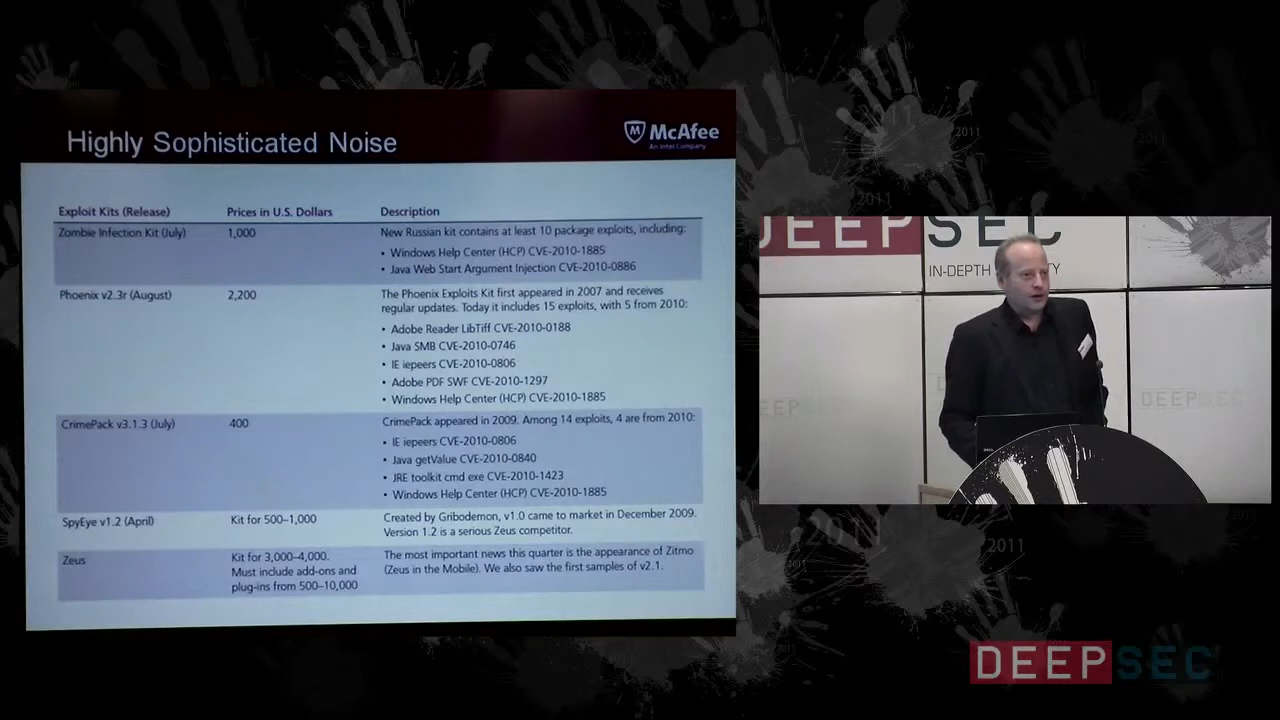 Highly Sophisticated Noise
McAfee
An Intel Company
Exploit Kits (Release) Prices in U.S. Dollars Description
Zombie Infection Kit (July) 1,000 New Russian kit contains at least 10 package exploits, including:
• Windows Help Center (HCP) CVE-2010-1885
• Java Web Start Argument Injection CVE-2010-0886
Phoenix v2.3r (August) 2,200 The Phoenix Exploits Kit first appeared in 2007 and receives
regular updates. Today it includes 15 exploits, with 5 from 2010:
• Adobe Reader LibTiff CVE-2010-0188
• Java SMB CVE-2010-0746
• IE iepeers CVE-2010-0806
• Adobe PDF SWF CVE-2010-1297
• Windows Help Center (HCP) CVE-2010-1885
CrimePack v3.1.3 (July) 400 CrimePack appeared in 2009. Among 14 exploits, 4 are from 2010:
• IE iepeers CVE-2010-0806
• Java getValue CVE-2010-0840
• JRE toolkit cmd exe CVE-2010-1423
• Windows Help Center (HCP) CVE-2010-1885
SpyEye v1.2 (April) Kit for 500–1,000 Created by Gribodemon, v1.0 came to market in December 2009.
Version 1.2 is a serious Zeus competitor.
Zeus Kit for 3,000–4,000. The most important news this quarter is the appearance of Zitmo
Must include add-ons and (Zeus in the Mobile). We also saw the first samples of v2.1.
plug-ins from 500–10,000
2011
2011
2011
DEEPSEC
IN-DEPTH
DEEPSEC
2011
2011
DEEPSEC